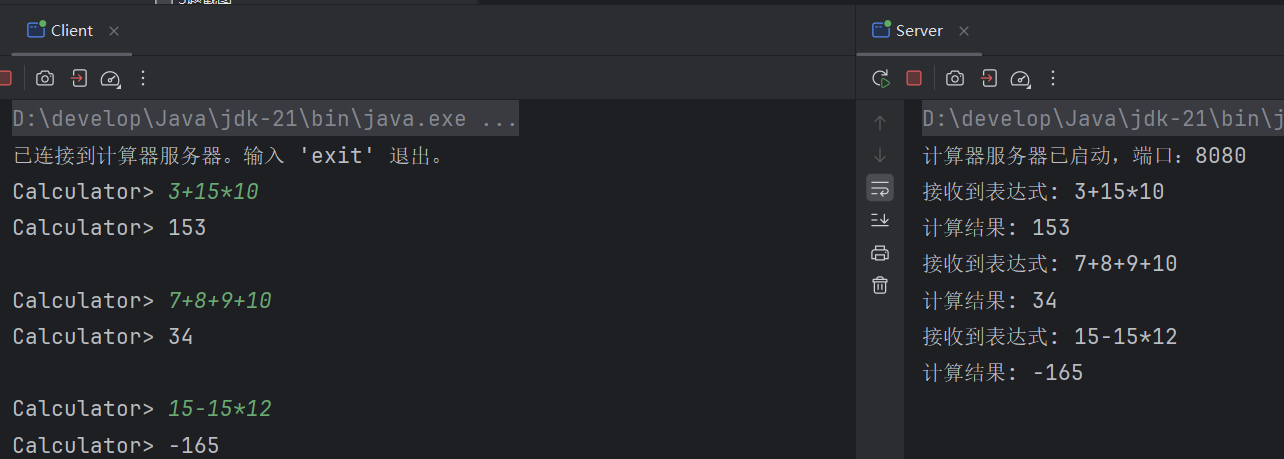 Client
D:\develop\Java\jdk-21\bin\java.exe ...
已连接到计算器服务器。输入 'exit' 退出。
Calculator> 3+15*10
Calculator> 153
Calculator> 7+8+9+10
Calculator> 34
Calculator> 15-15*12
Calculator> -165
Server
D:\develop\Java\jdk-21\bin\j
计算器服务器已启动，端口：8080
接收到表达式: 3+15*10
计算结果: 153
接收到表达式: 7+8+9+10
计算结果: 34
接收到表达式: 15-15*12
计算结果: -165